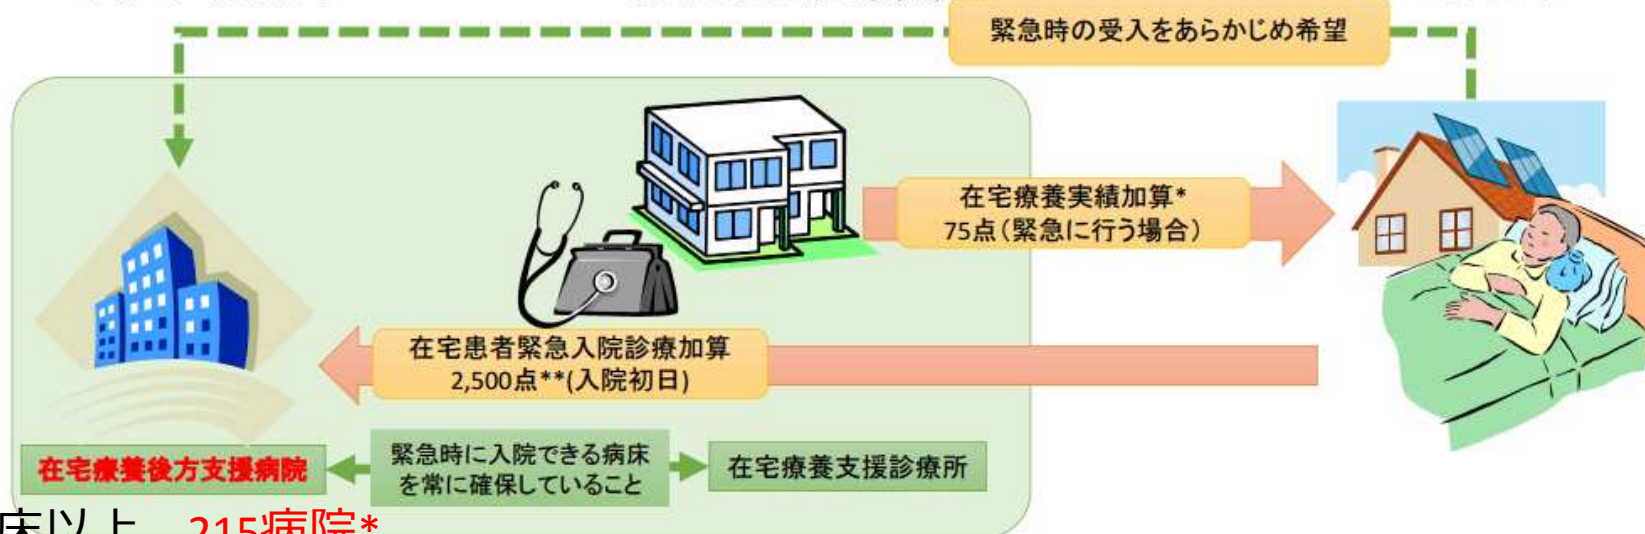 緊急時の受入をあらかじめ希望
在宅療養実績加算*
75点（緊急に行う場合）
在宅患者緊急入院診療加算
2,500点**(入院初日)
在宅療養後方支援病院
緊急時に入院できる病床
を常に確保していること
在宅療養支援診療所
床以上 215病院*